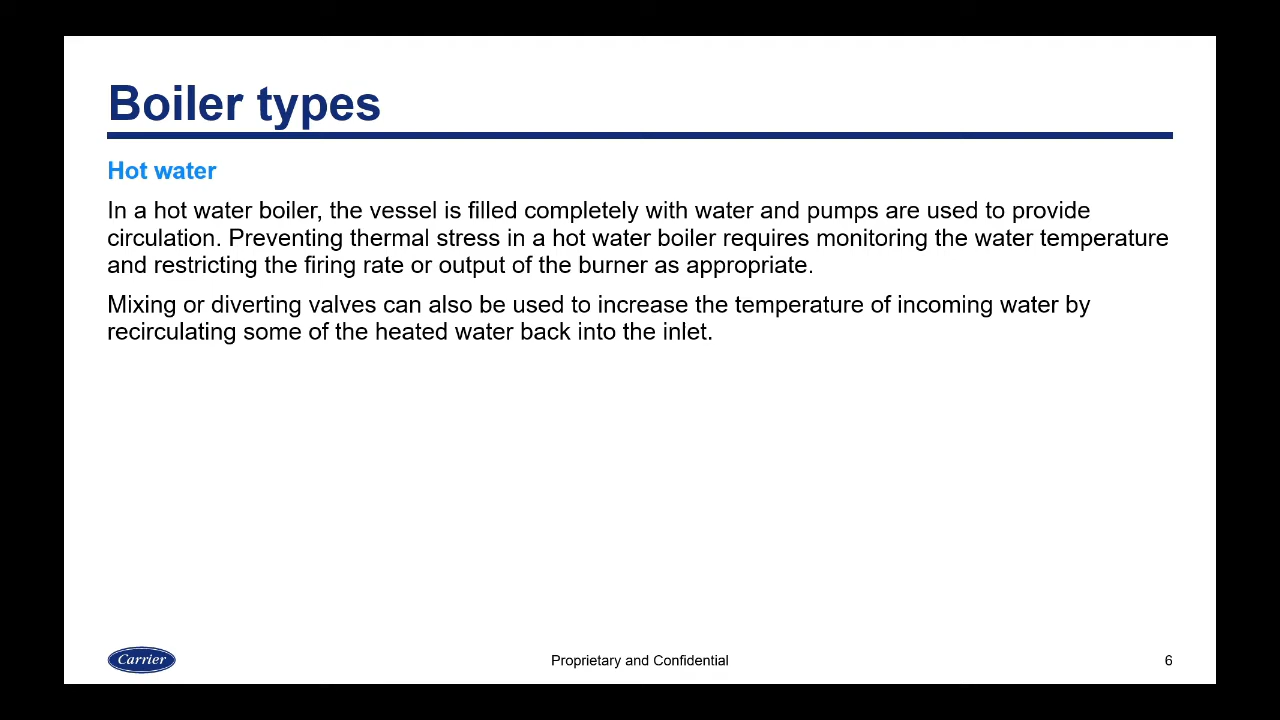 Boiler types
Hot water
In a hot water boiler, the vessel is filled completely with water and pumps are used to provide
circulation. Preventing thermal stress in a hot water boiler requires monitoring the water temperature
and restricting the firing rate or output of the burner as appropriate.
Mixing or diverting valves can also be used to increase the temperature of incoming water by
recirculating some of the heated water back into the inlet.
Carrier
Proprietary and Confidential
6